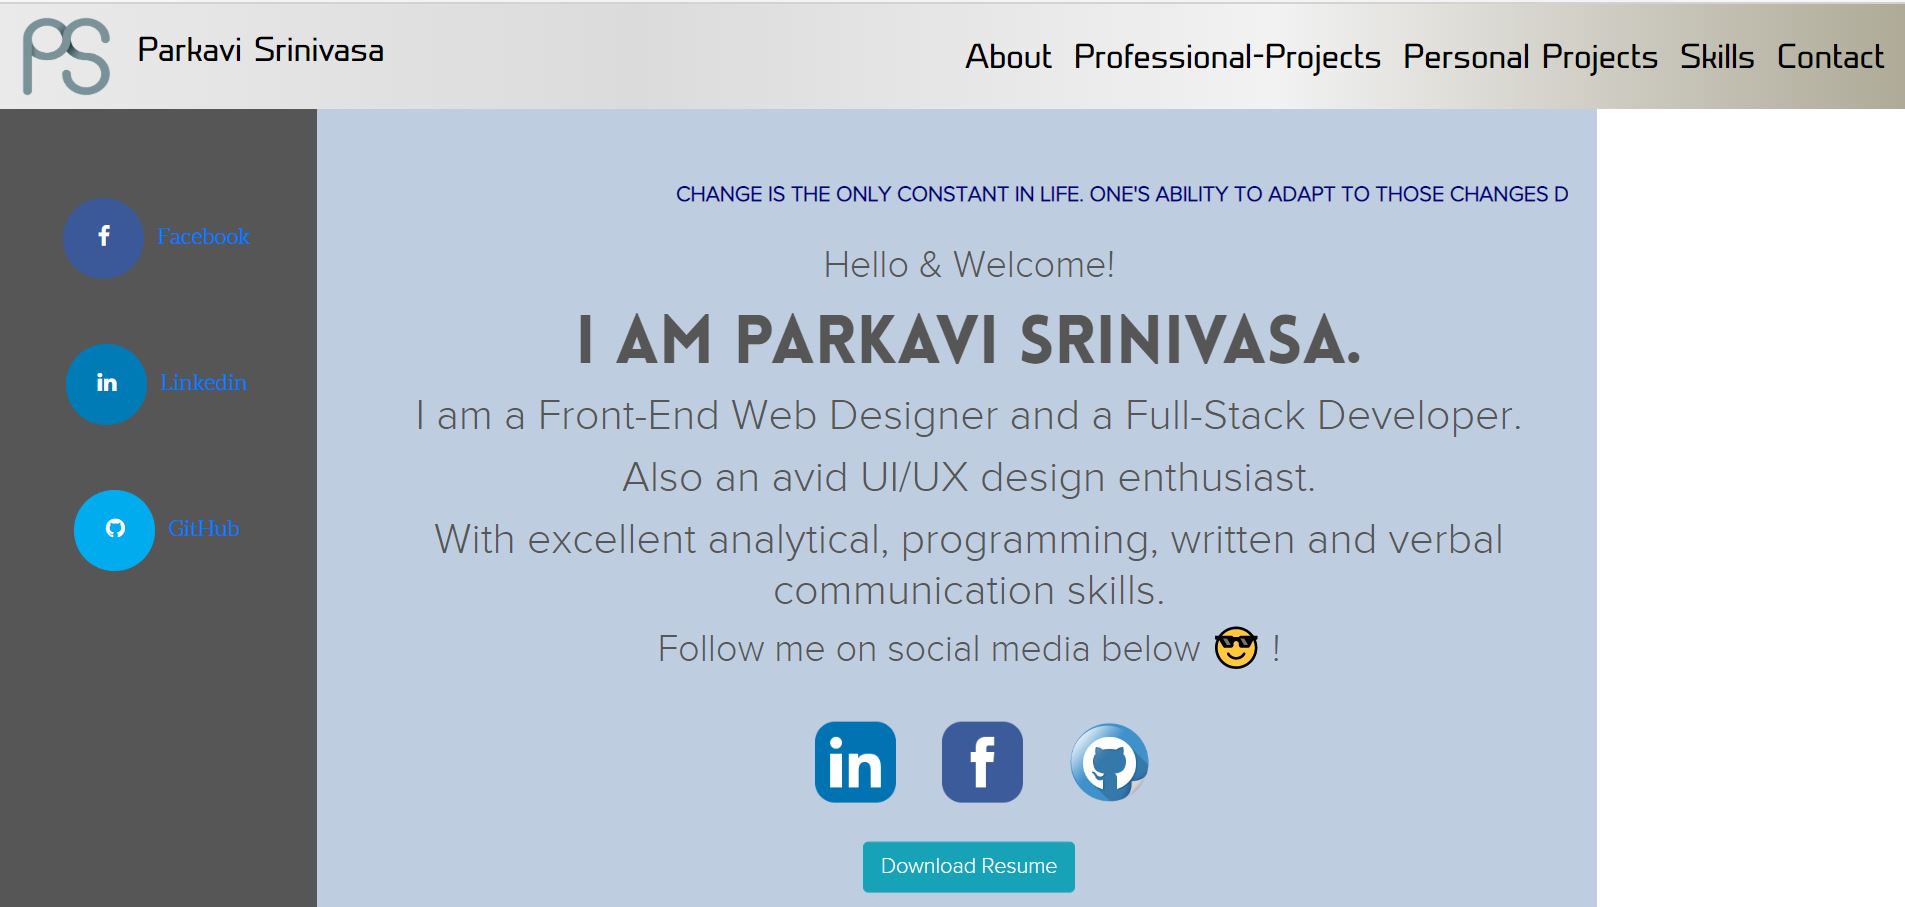 PS
Parkavi Srinivasa
About Professional-Projects Personal Projects Skills Contact
f Facebook
in Linkedin
GitHub
CHANGE IS THE ONLY CONSTANT IN LIFE. ONE'S ABILITY TO ADAPT TO THOSE CHANGES D
Hello & Welcome!
I AM PARKAVI SRINIVASA.
I am a Front-End Web Designer and a Full-Stack Developer.
Also an avid UI/UX design enthusiast.
With excellent analytical, programming, written and verbal
communication skills.
Follow me on social media below 😎 !
in f
Download Resume